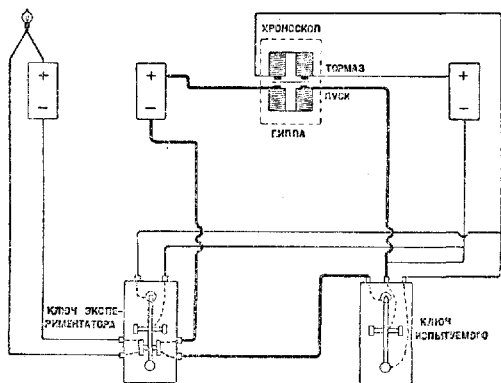 ХРОНОСКОП
ТОРМАЗ
ПУСК
ГИППА
+
−
+
−
+
−
КЛЮЧ ЭКСПЕ-
РИМЕНТАТОРА
КЛЮЧ
ИСПЫТУЕМОГО